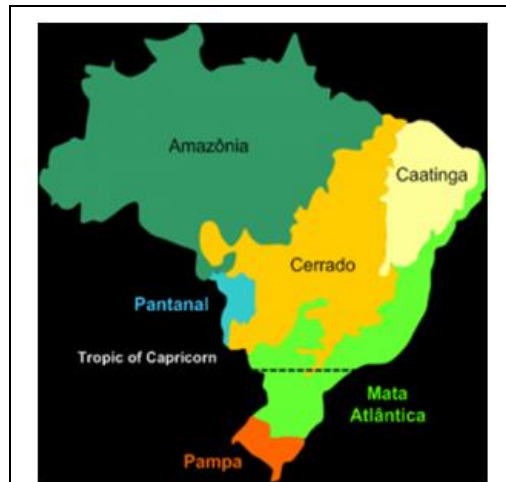 Amazônia
Caatinga
Cerrado
Pantanal
Tropic of Capricorn
Mata
Atlântica
Pampa